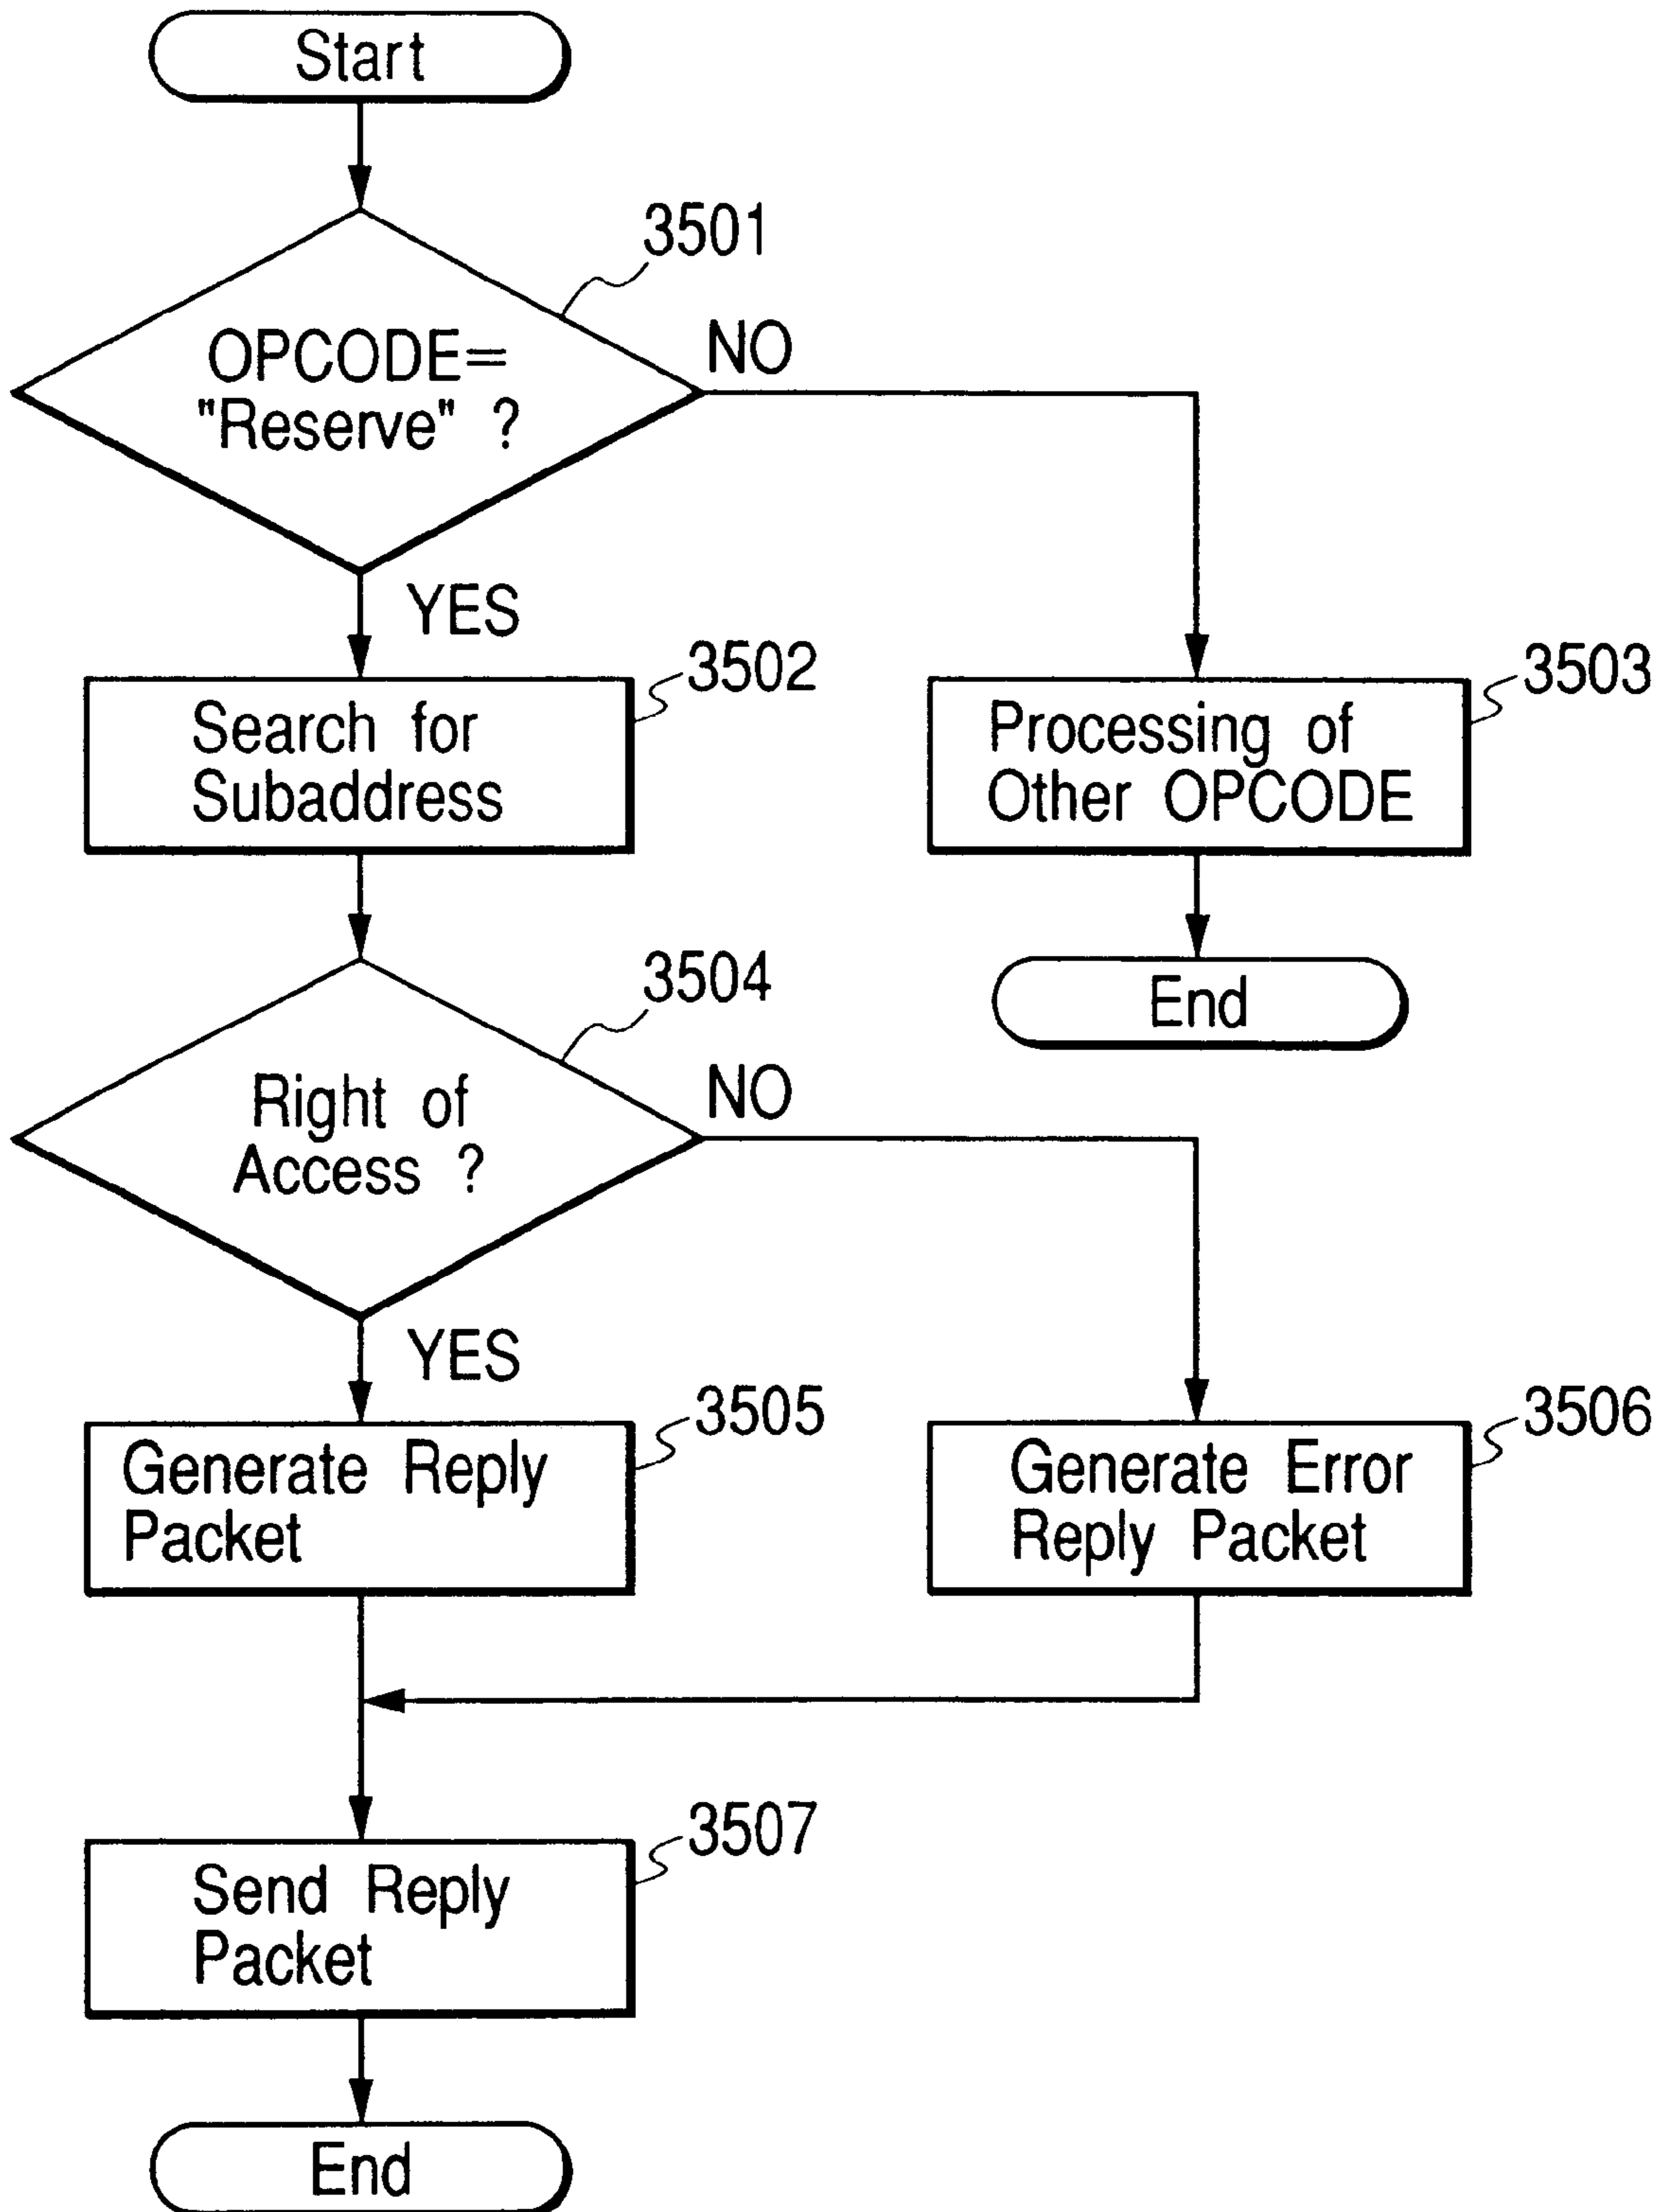 Start
3501
OPCODE=
"Reserve" ?
NO
YES
3502
Search for
Subaddress
3503
Processing of
Other OPCODE
End
3504
Right of
Access ?
NO
YES
3505
Generate Reply
Packet
3506
Generate Error
Reply Packet
3507
Send Reply
Packet
End